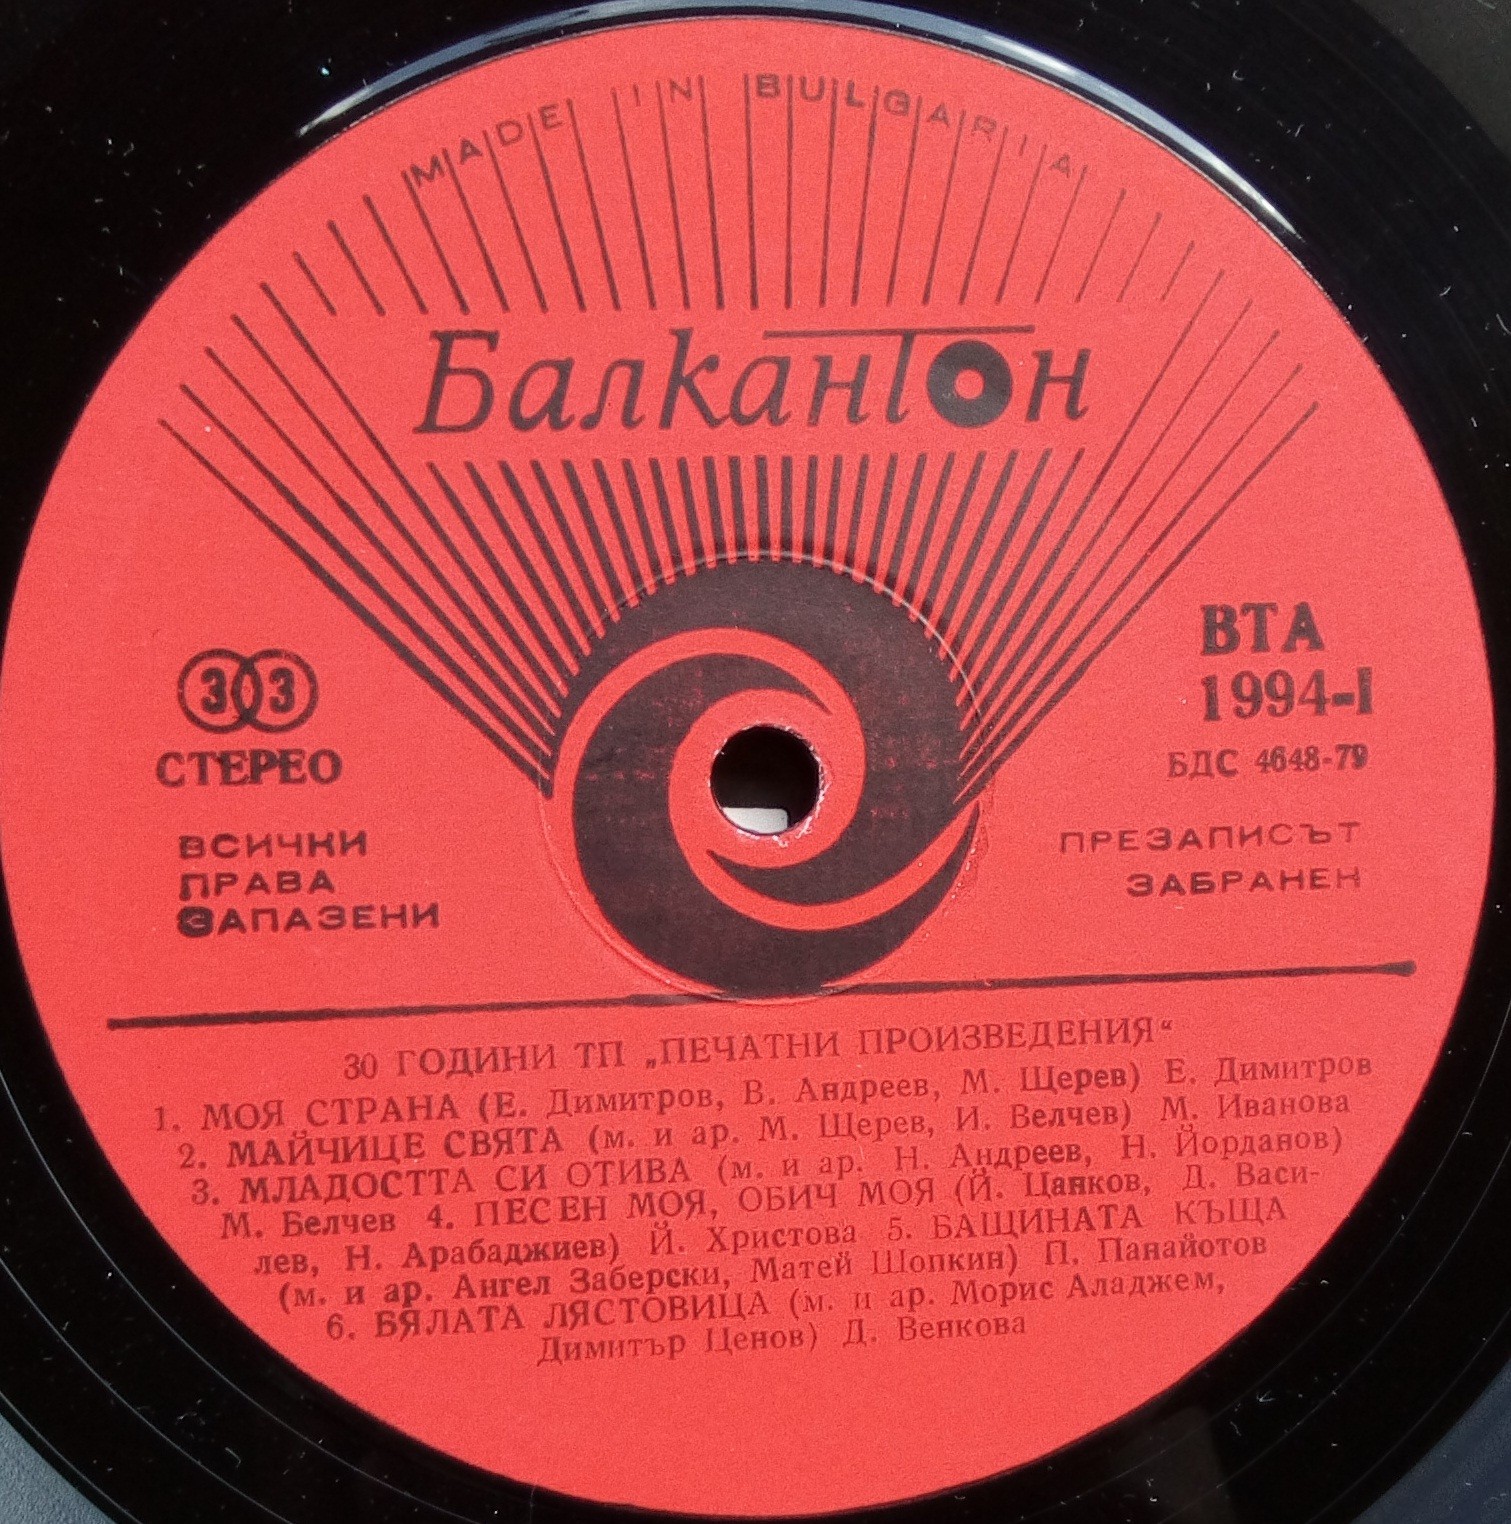 MADE IN BULGARIA
Балкантон
33
СТЕРЕО
ВСИЧКИ
ПРАВА
ЗАПАЗЕНИ
ВТА
1994-I
БДС 4648-79
ПРЕЗАПИСЪТ
ЗАБРАНЕН
30 ГОДИНИ ТП „ПЕЧАТНИ ПРОИЗВЕДЕНИЯ“
1. МОЯ СТРАНА (Е. Димитров, В. Андреев, М. Щерев) Е. Димитров
2. МАЙЧИЦЕ СВЯТА (м. и ар. М. Щерев, И. Велчев) М. Иванова
3. МЛАДОСТТА СИ ОТИВА (м. и ар. Н. Андреев, Н. Йорданов)
М. Белчев 4. ПЕСЕН МОЯ, ОБИЧ МОЯ (Й. Цанков, Д. Васи-
лев, Н. Арабаджиев) Й. Христова 5. БАЩИНАТА КЪЩА
(м. и ар. Ангел Заберски, Матей Шопкин) П. Панайотов
6. БЯЛАТА ЛЯСТОВИЦА (м. и ар. Морис Аладжем,
Димитър Ценов) Д. Венкова